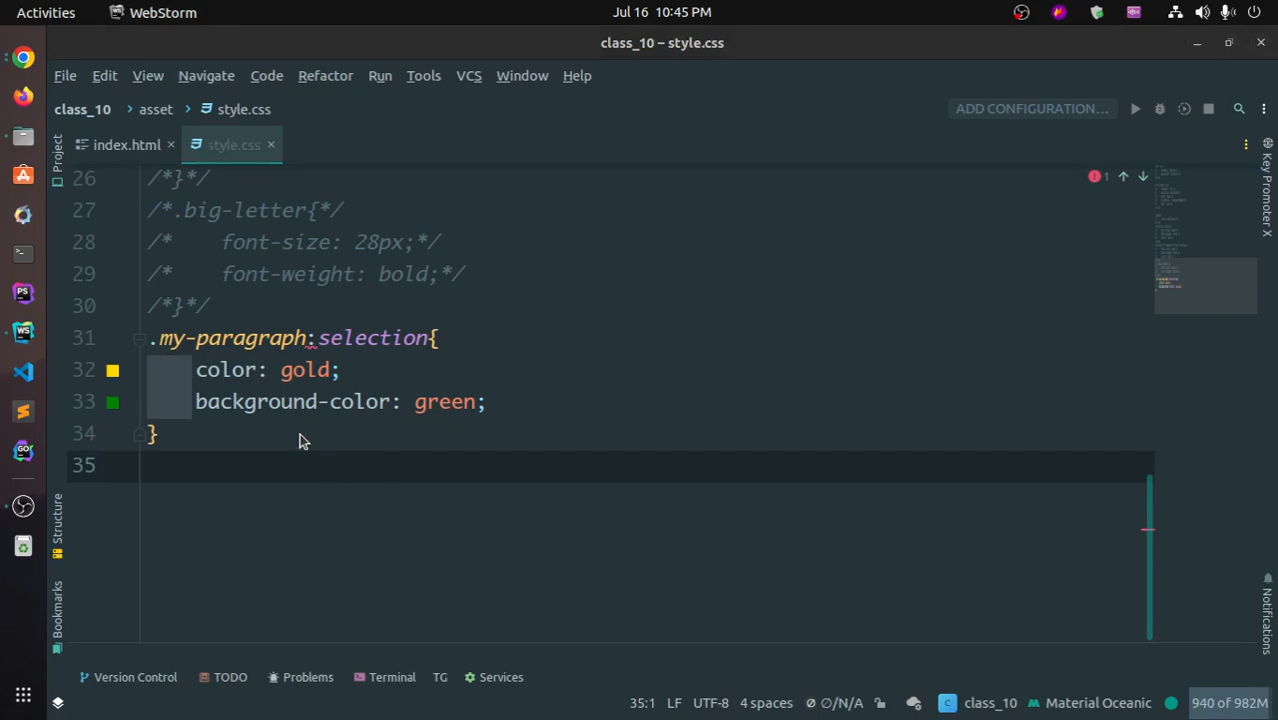 Activities
WebStorm
Jul 16 10:45 PM
class_10 – style.css
File Edit View Navigate Code Refactor Run Tools VCS Window Help
class_10 asset style.css
ADD CONFIGURATION...
Project
index.html
style.css
Key Promoter X
1
26 /*}*/
27 /*.big-letter{*/
28 /*    font-size: 28px;*/
29 /*    font-weight: bold;*/
30 /*}*/
31 .my-paragraph:selection{
32     color: gold;
33     background-color: green;
34 }
35
Structure
Bookmarks
Notifications
Version Control TODO Problems Terminal TG Services
35:1 LF UTF-8 4 spaces ∅/N/A class_10 Material Oceanic 940 of 982M